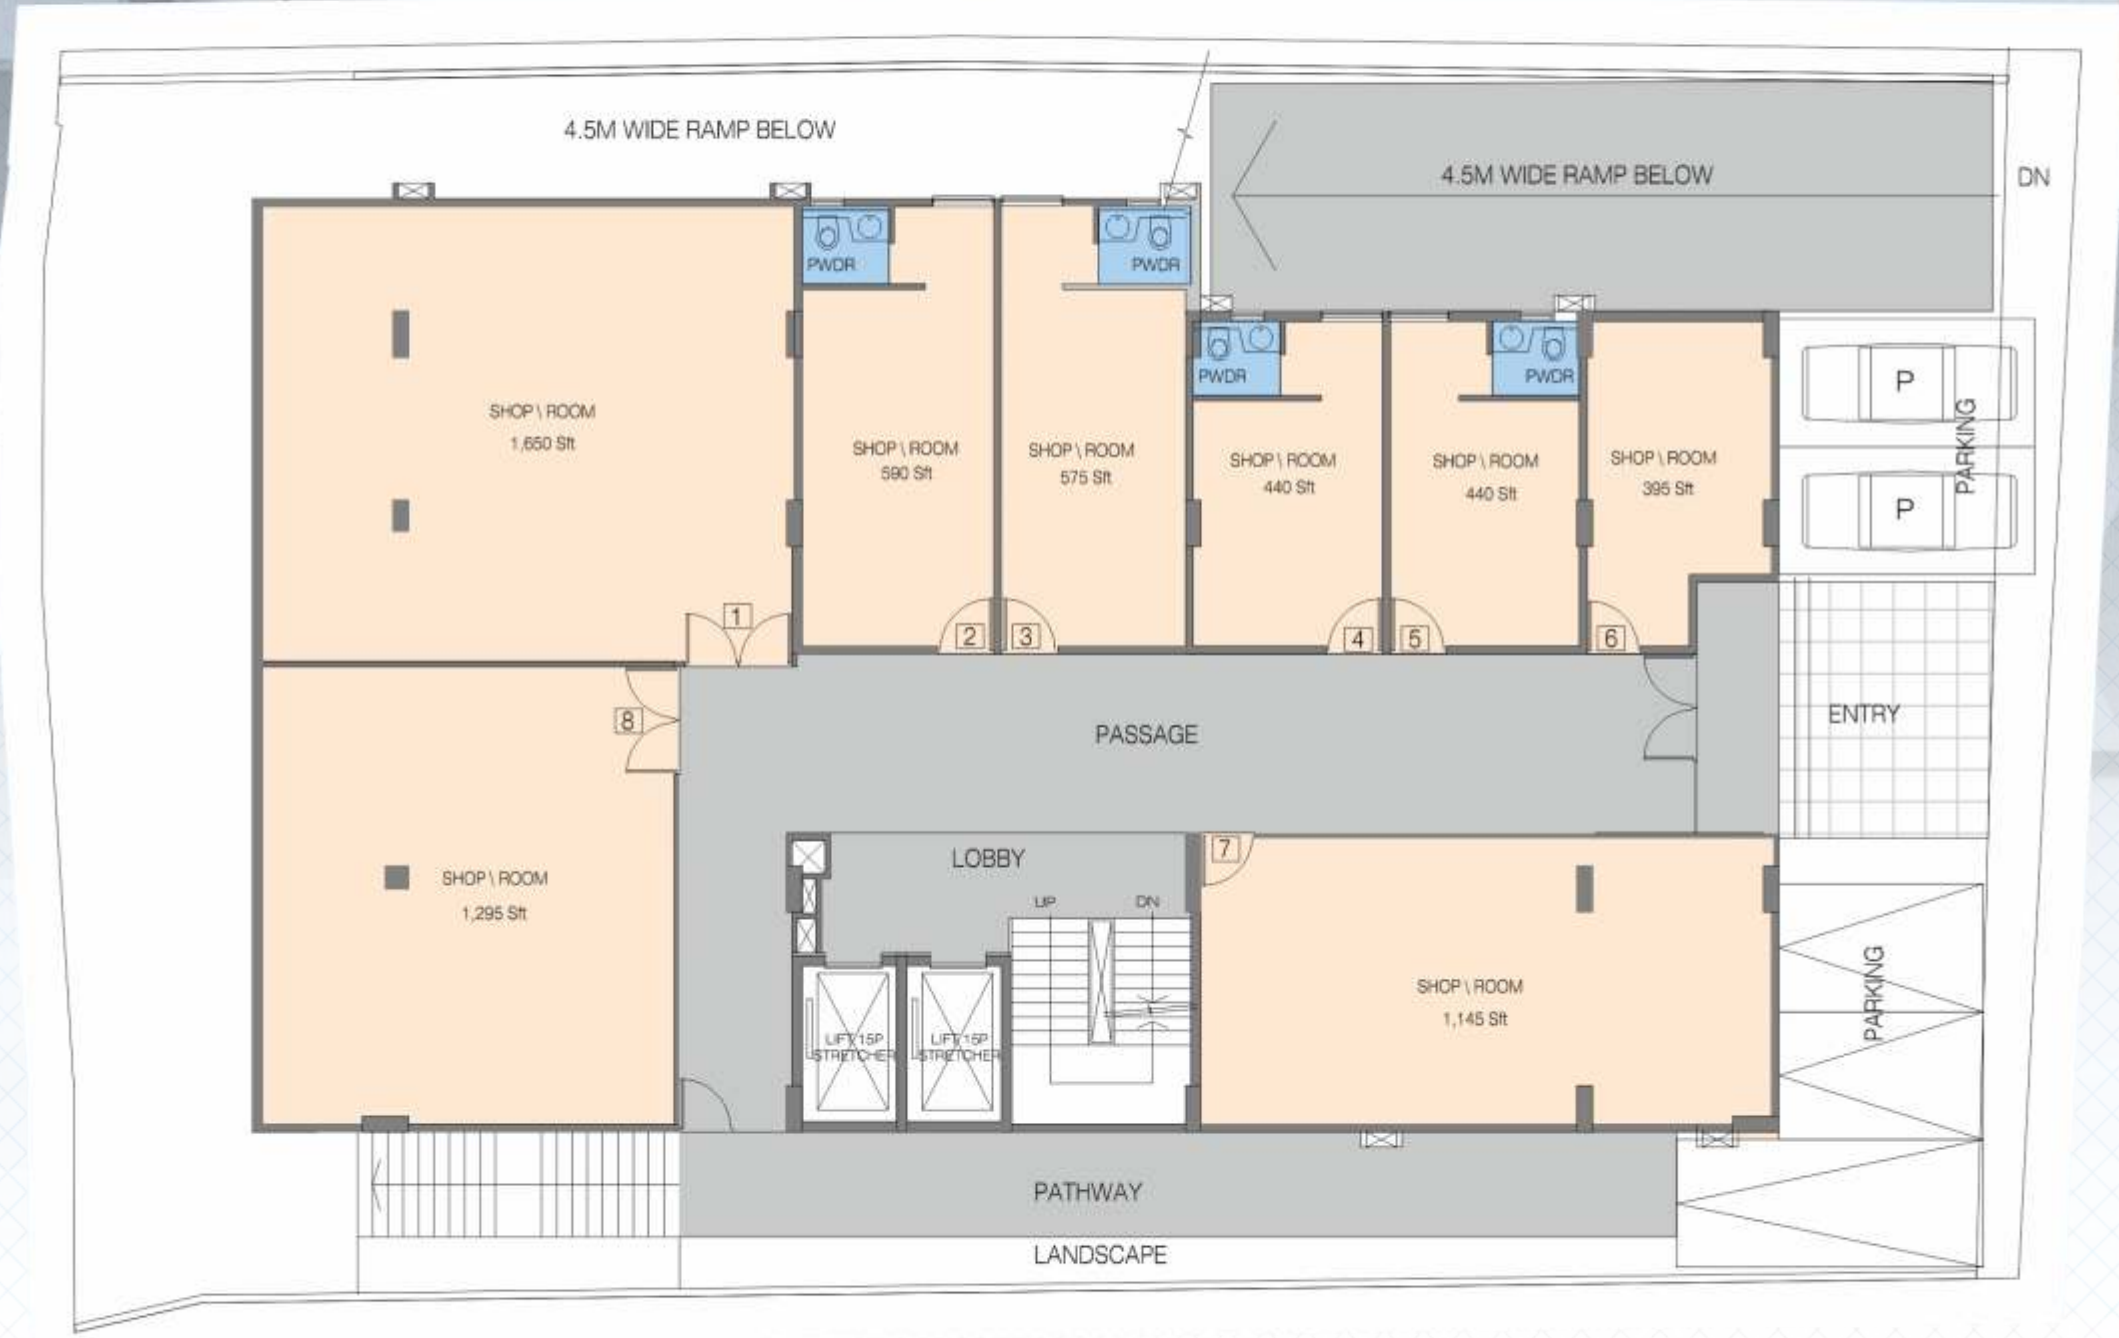 4.5M WIDE RAMP BELOW
4.5M WIDE RAMP BELOW
DN
PWDR
PWDR
PWDR
PWDR
SHOP \ ROOM
1,650 Sft
SHOP \ ROOM
590 Sft
SHOP \ ROOM
575 Sft
SHOP \ ROOM
440 Sft
SHOP \ ROOM
440 Sft
SHOP \ ROOM
395 Sft
P
P
PARKING
1
2
3
4
5
6
8
PASSAGE
ENTRY
7
LOBBY
UP
DN
SHOP \ ROOM
1,295 Sft
SHOP \ ROOM
1,145 Sft
PARKING
LIFT 15P
STRETCHER
LIFT 15P
STRETCHER
PATHWAY
LANDSCAPE